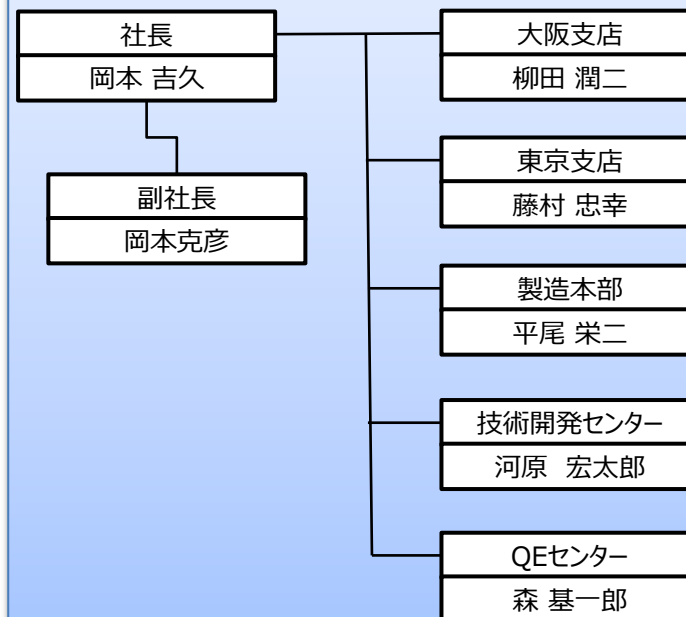 社長
岡本 吉久
副社長
岡本克彦
大阪支店
柳田 潤二
東京支店
藤村 忠幸
製造本部
平尾 栄二
技術開発センター
河原　宏太郎
QEセンター
森 基一郎